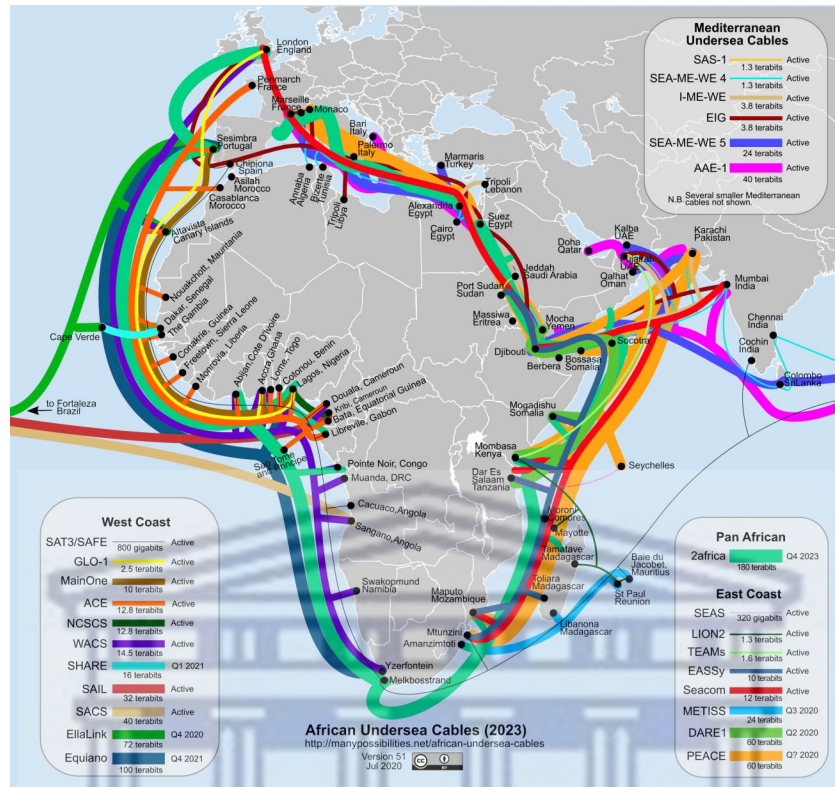 Mediterranean
Undersea Cables
SAS-1 Active
1.3 terabits
SEA-ME-WE 4 Active
1.3 terabits
I-ME-WE Active
3.8 terabits
EIG Active
3.8 terabits
SEA-ME-WE 5 Active
24 terabits
AAE-1 Active
40 terabits
N.B. Several smaller Mediterranean
cables not shown.
London
England
Penmarch
France
Marseille
France
Monaco
Bari
Italy
Palermo
Italy
Sesimbra
Portugal
Chipiona
Spain
Asilah
Morocco
Casablanca
Morocco
Annaba
Algeria
Bizerte
Tunisia
Tripoli
Libya
Marmaris
Turkey
Tripoli
Lebanon
Alexandria
Egypt
Cairo
Egypt
Suez
Egypt
Altavista
Canary Islands
Jeddah
Saudi Arabia
Port Sudan
Sudan
Massiwa
Eritrea
Mocha
Yemen
Djibouti
Berbera
Bossasa
Somalia
Socotra
Doha
Qatar
Kalba
UAE
UAE
Qalhat
Oman
Karachi
Pakistan
Mumbai
India
Chennai
India
Cochin
India
Colombo
SriLanka
Nouakchott, Mauritania
Dakar, Senegal
The Gambia
Cape Verde
Conakrie, Guinea
Freetown, Sierra Leone
Monrovia, Liberia
Abijan,Cote D'Ivoire
Accra,Ghana
Lome, Togo
Cotonou, Benin
Lagos, Nigeria
Douala, Cameroun
Kribi, Cameroun
Bata, Equatorial Guinea
Libreville, Gabon
Sao Tome
and Principe
to Fortaleza
Brazil
Pointe Noir, Congo
Muanda, DRC
Cacuaco,Angola
Sangano,Angola
Swakopmund
Namibia
Yzerfontein
Melkbosstrand
Mogadishu
Somalia
Mombasa
Kenya
Dar Es
Salaam
Tanzania
Seychelles
Moroni
Comores
Mayotte
Tamatave
Madagascar
Toliara
Madagascar
Baie du
Jacobet,
Mauritius
St Paul
Reunion
Libanona
Madagascar
Maputo
Mozambique
Mtunzini
Amanzimtoti
West Coast
SAT3/SAFE Active
800 gigabits
GLO-1 Active
2.5 terabits
MainOne Active
10 terabits
ACE Active
12.8 terabits
NCSCS Active
12.8 terabits
WACS Active
14.5 terabits
SHARE Q1 2021
16 terabits
SAIL Active
32 terabits
SACS Active
40 terabits
EllaLink Q4 2020
72 terabits
Equiano Q4 2021
100 terabits
Pan African
2africa Q4 2023
180 terabits
East Coast
SEAS Active
320 gigabits
LION2 Active
1.3 terabits
TEAMs Active
1.6 terabits
EASSy Active
10 terabits
Seacom Active
12 terabits
METISS Q3 2020
24 terabits
DARE1 Q2 2020
60 terabits
PEACE Q? 2020
60 terabits
African Undersea Cables (2023)
http://manypossibilities.net/african-undersea-cables
Version 51
Jul 2020
cc BY